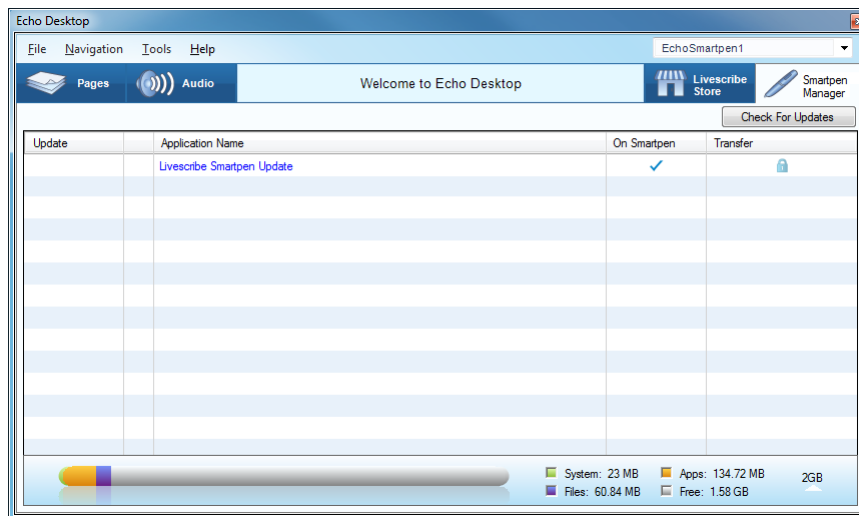 Echo Desktop
File Navigation Tools Help EchoSmartpen1
Pages Audio Welcome to Echo Desktop Livescribe Store Smartpen Manager
Check For Updates
Update Application Name On Smartpen Transfer
Livescribe Smartpen Update
System: 23 MB Apps: 134.72 MB 2GB
Files: 60.84 MB Free: 1.58 GB